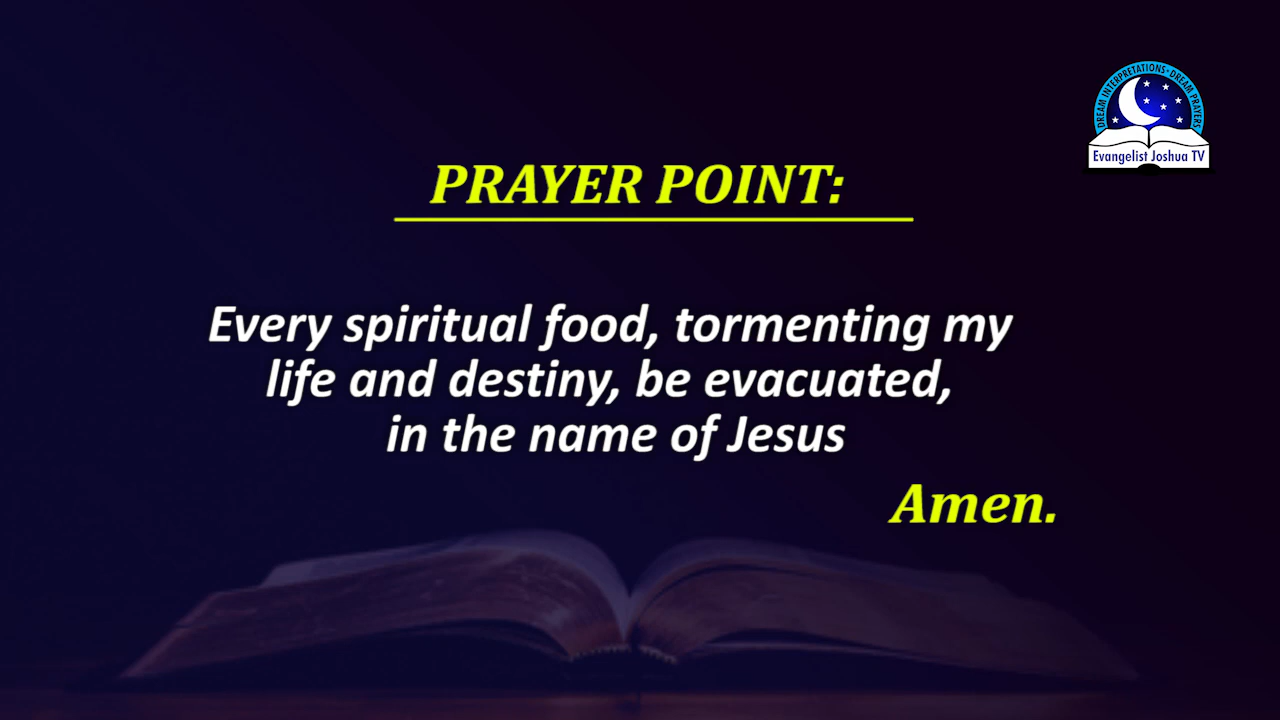 DREAM INTERPRETATIONS-DREAM PRAYERS
Evangelist Joshua TV
PRAYER POINT:
Every spiritual food, tormenting my
life and destiny, be evacuated,
in the name of Jesus
Amen.